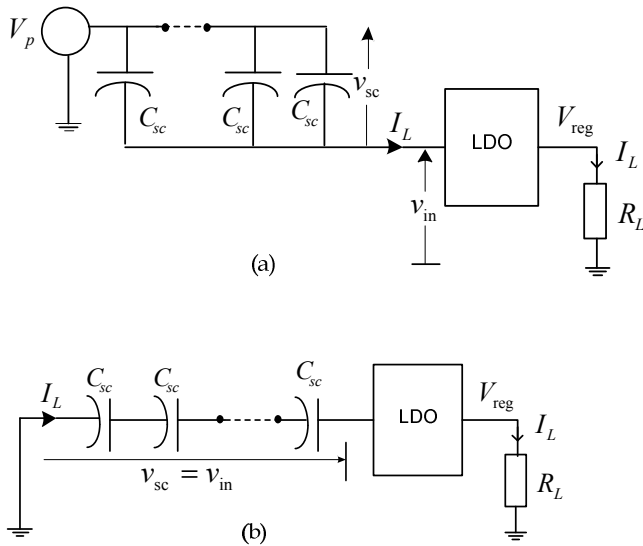 V_p
C_sc
C_sc
C_sc
v_sc
I_L
v_in
LDO
V_reg
I_L
R_L
(a)
I_L
C_sc
C_sc
C_sc
v_sc = v_in
LDO
V_reg
I_L
R_L
(b)